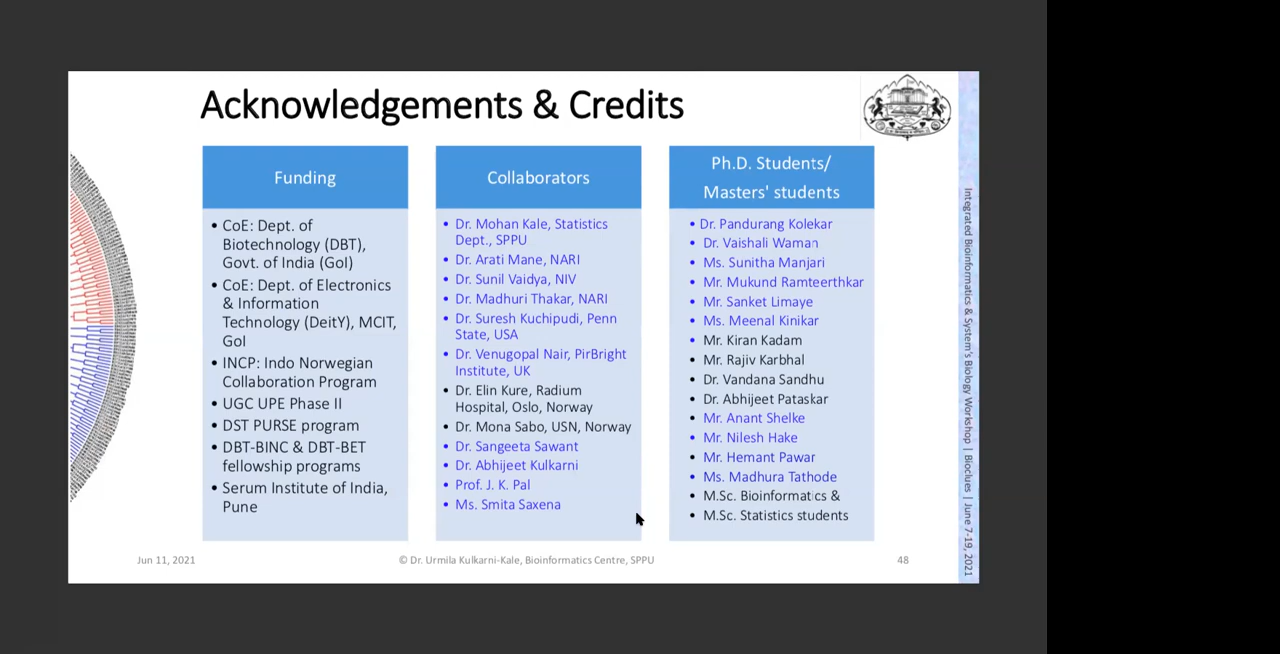 Acknowledgements & Credits
Funding
• CoE: Dept. of
Biotechnology (DBT),
Govt. of India (GoI)
• CoE: Dept. of Electronics
& Information
Technology (DeitY), MCIT,
GoI
• INCP: Indo Norwegian
Collaboration Program
• UGC UPE Phase II
• DST PURSE program
• DBT-BINC & DBT-BET
fellowship programs
• Serum Institute of India,
Pune
Collaborators
• Dr. Mohan Kale, Statistics
Dept., SPPU
• Dr. Arati Mane, NARI
• Dr. Sunil Vaidya, NIV
• Dr. Madhuri Thakar, NARI
• Dr. Suresh Kuchipudi, Penn
State, USA
• Dr. Venugopal Nair, PirBright
Institute, UK
• Dr. Elin Kure, Radium
Hospital, Oslo, Norway
• Dr. Mona Sabo, USN, Norway
• Dr. Sangeeta Sawant
• Dr. Abhijeet Kulkarni
• Prof. J. K. Pal
• Ms. Smita Saxena
Ph.D. Students/
Masters' students
• Dr. Pandurang Kolekar
• Dr. Vaishali Waman
• Ms. Sunitha Manjari
• Mr. Mukund Ramteerthkar
• Mr. Sanket Limaye
• Ms. Meenal Kinikar
• Mr. Kiran Kadam
• Mr. Rajiv Karbhal
• Dr. Vandana Sandhu
• Dr. Abhijeet Pataskar
• Mr. Anant Shelke
• Mr. Nilesh Hake
• Mr. Hemant Pawar
• Ms. Madhura Tathode
• M.Sc. Bioinformatics &
• M.Sc. Statistics students
Jun 11, 2021
© Dr. Urmila Kulkarni-Kale, Bioinformatics Centre, SPPU
48
Integrated Bioinformatics & System's Biology Workshop | Bioclues | June 7-19, 2021